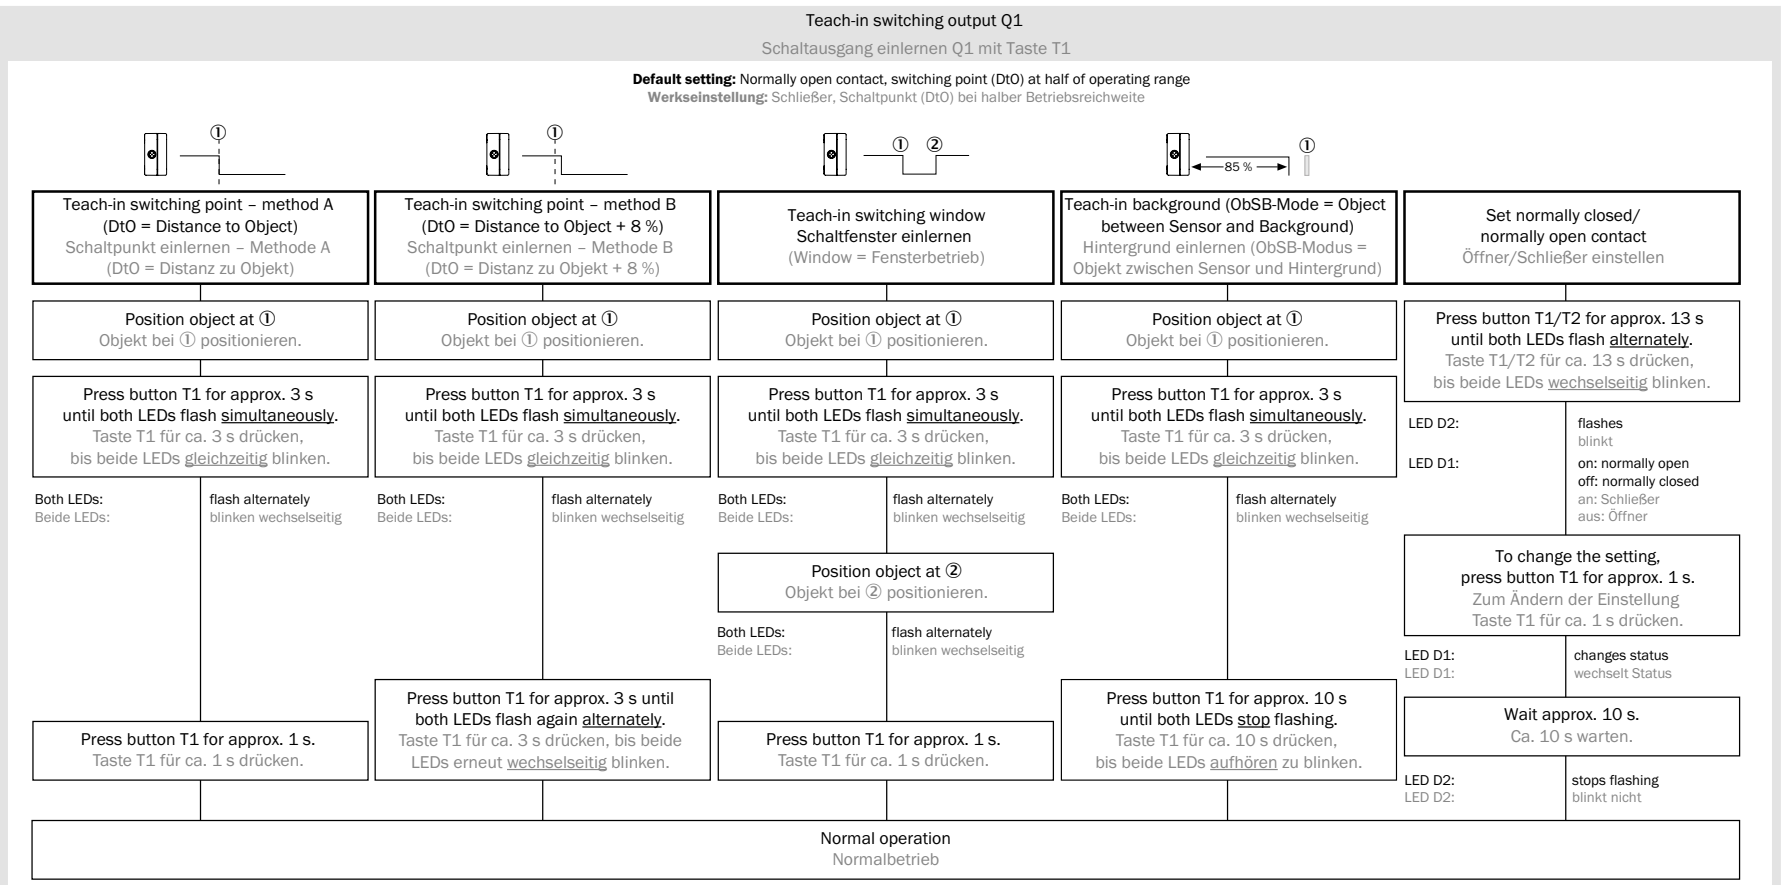 Teach-in switching output Q1
Schaltausgang einlernen Q1 mit Taste T1
Default setting: Normally open contact, switching point (DtO) at half of operating range
Werkseinstellung: Schließer, Schaltpunkt (DtO) bei halber Betriebsreichweite
①
①
① ②
①
85 %
Teach-in switching point – method A
(DtO = Distance to Object)
Schaltpunkt einlernen – Methode A
(DtO = Distanz zu Objekt)
Position object at ①
Objekt bei ① positionieren.
Press button T1 for approx. 3 s
until both LEDs flash simultaneously.
Taste T1 für ca. 3 s drücken,
bis beide LEDs gleichzeitig blinken.
Both LEDs: flash alternately
Beide LEDs: blinken wechselseitig
Press button T1 for approx. 1 s.
Taste T1 für ca. 1 s drücken.
Teach-in switching point – method B
(DtO = Distance to Object + 8 %)
Schaltpunkt einlernen – Methode B
(DtO = Distanz zu Objekt + 8 %)
Position object at ①
Objekt bei ① positionieren.
Press button T1 for approx. 3 s
until both LEDs flash simultaneously.
Taste T1 für ca. 3 s drücken,
bis beide LEDs gleichzeitig blinken.
Both LEDs: flash alternately
Beide LEDs: blinken wechselseitig
Press button T1 for approx. 3 s until
both LEDs flash again alternately.
Taste T1 für ca. 3 s drücken, bis beide
LEDs erneut wechselseitig blinken.
Teach-in switching window
Schaltfenster einlernen
(Window = Fensterbetrieb)
Position object at ①
Objekt bei ① positionieren.
Press button T1 for approx. 3 s
until both LEDs flash simultaneously.
Taste T1 für ca. 3 s drücken,
bis beide LEDs gleichzeitig blinken.
Both LEDs: flash alternately
Beide LEDs: blinken wechselseitig
Position object at ②
Objekt bei ② positionieren.
Both LEDs: flash alternately
Beide LEDs: blinken wechselseitig
Press button T1 for approx. 1 s.
Taste T1 für ca. 1 s drücken.
Teach-in background (ObSB-Mode = Object
between Sensor and Background)
Hintergrund einlernen (ObSB-Modus =
Objekt zwischen Sensor und Hintergrund)
Position object at ①
Objekt bei ① positionieren.
Press button T1 for approx. 3 s
until both LEDs flash simultaneously.
Taste T1 für ca. 3 s drücken,
bis beide LEDs gleichzeitig blinken.
Both LEDs: flash alternately
Beide LEDs: blinken wechselseitig
Press button T1 for approx. 10 s
until both LEDs stop flashing.
Taste T1 für ca. 10 s drücken,
bis beide LEDs aufhören zu blinken.
Set normally closed/
normally open contact
Öffner/Schließer einstellen
Press button T1/T2 for approx. 13 s
until both LEDs flash alternately.
Taste T1/T2 für ca. 13 s drücken,
bis beide LEDs wechselseitig blinken.
LED D2: flashes
blinkt
LED D1: on: normally open
off: normally closed
an: Schließer
aus: Öffner
To change the setting,
press button T1 for approx. 1 s.
Zum Ändern der Einstellung
Taste T1 für ca. 1 s drücken.
LED D1: changes status
LED D1: wechselt Status
Wait approx. 10 s.
Ca. 10 s warten.
LED D2: stops flashing
LED D2: blinkt nicht
Normal operation
Normalbetrieb